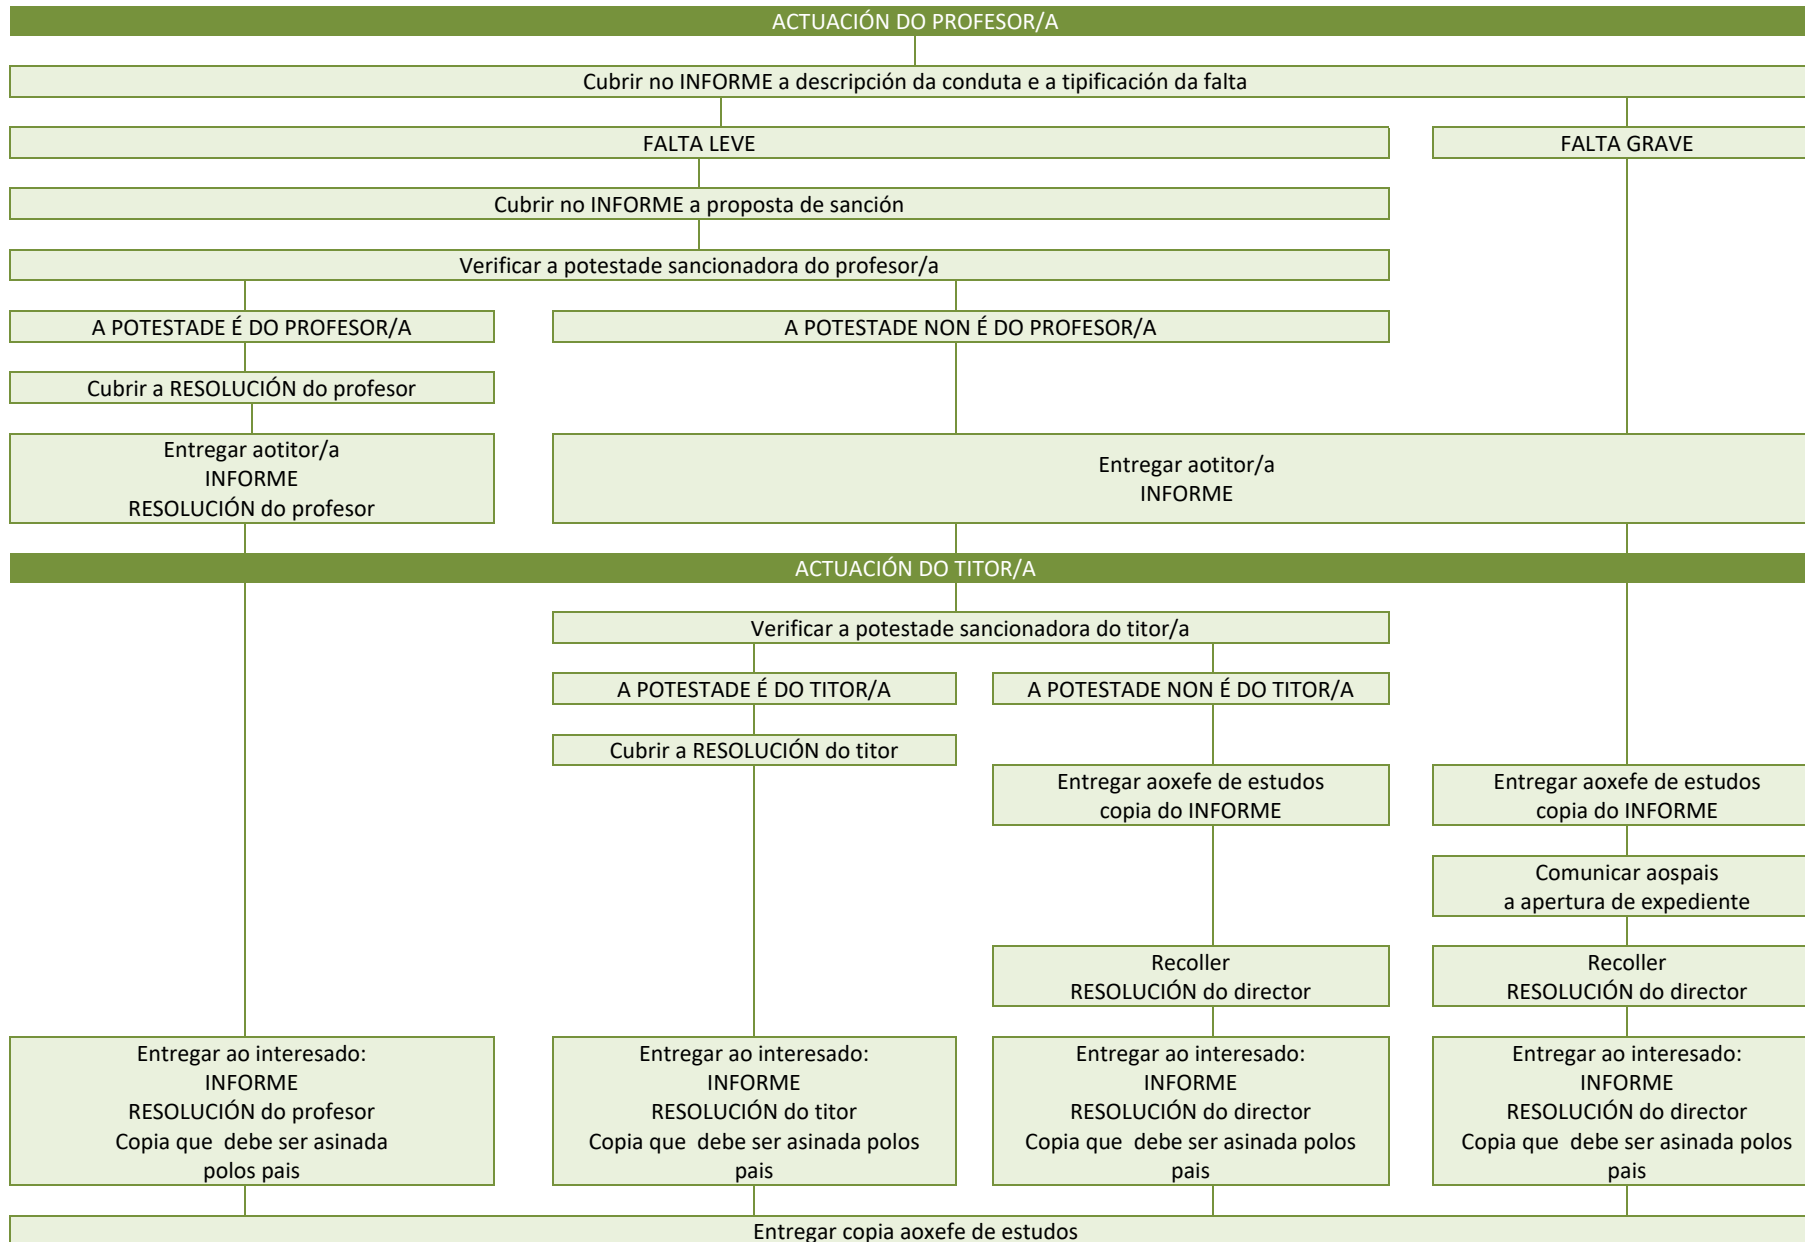 ACTUACIÓN DO PROFESOR/A
Cubrir no INFORME a descripción da conduta e a tipificación da falta
FALTA LEVE
FALTA GRAVE
Cubrir no INFORME a proposta de sanción
Verificar a potestade sancionadora do profesor/a
A POTESTADE É DO PROFESOR/A
A POTESTADE NON É DO PROFESOR/A
Cubrir a RESOLUCIÓN do profesor
Entregar aotitor/a
INFORME
RESOLUCIÓN do profesor
Entregar aotitor/a
INFORME
ACTUACIÓN DO TITOR/A
Verificar a potestade sancionadora do titor/a
A POTESTADE É DO TITOR/A
A POTESTADE NON É DO TITOR/A
Cubrir a RESOLUCIÓN do titor
Entregar aoxefe de estudos
copia do INFORME
Entregar aoxefe de estudos
copia do INFORME
Comunicar aospais
a apertura de expediente
Recoller
RESOLUCIÓN do director
Recoller
RESOLUCIÓN do director
Entregar ao interesado:
INFORME
RESOLUCIÓN do profesor
Copia que  debe ser asinada
polos pais
Entregar ao interesado:
INFORME
RESOLUCIÓN do titor
Copia que  debe ser asinada polos
pais
Entregar ao interesado:
INFORME
RESOLUCIÓN do director
Copia que  debe ser asinada polos
pais
Entregar ao interesado:
INFORME
RESOLUCIÓN do director
Copia que  debe ser asinada polos
pais
Entregar copia aoxefe de estudos